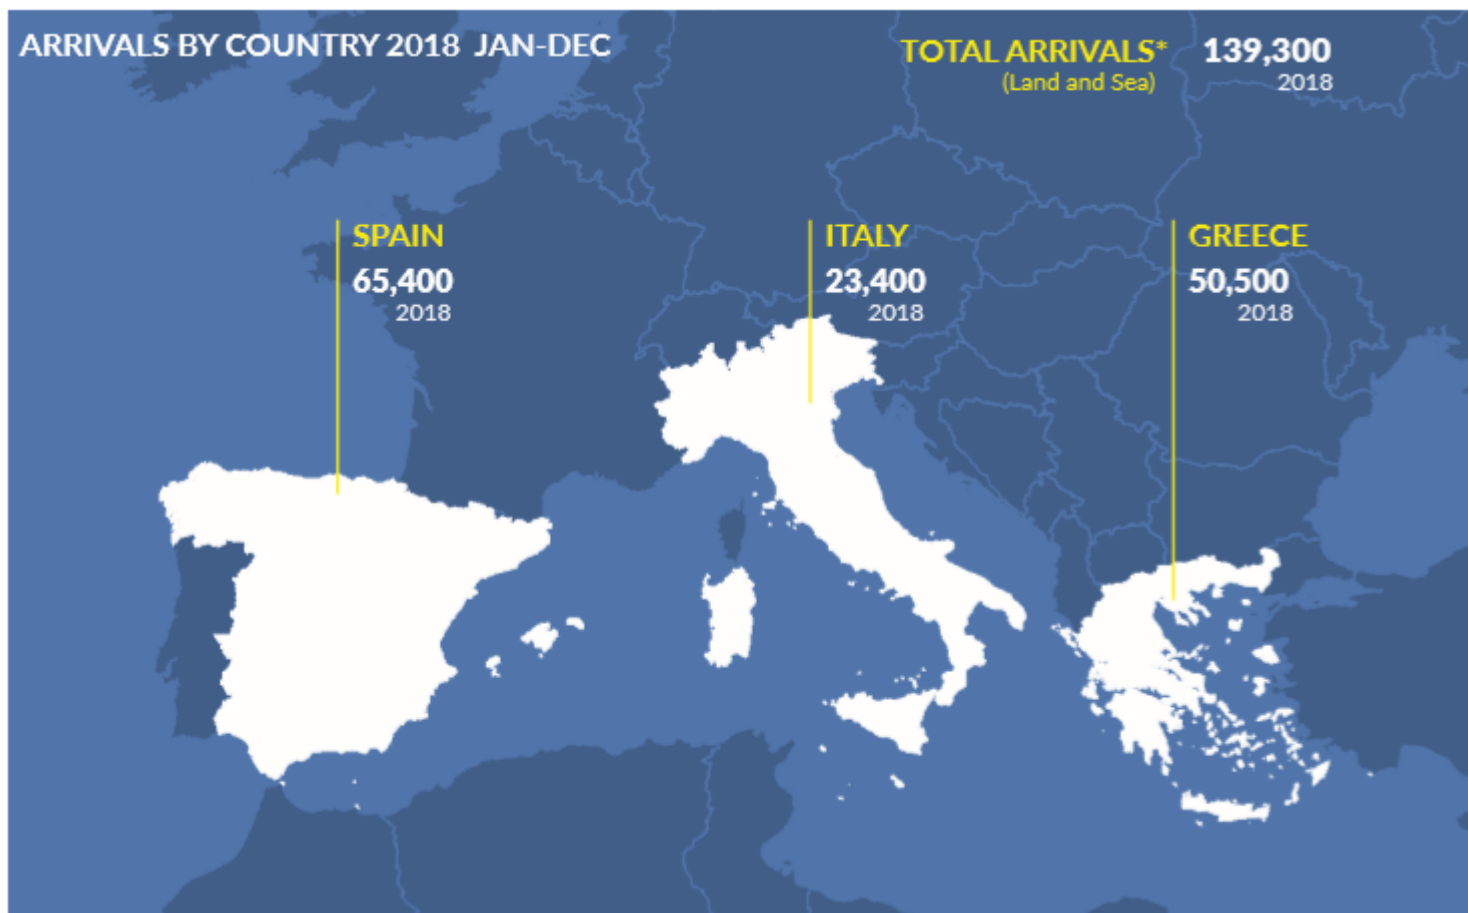 ARRIVALS BY COUNTRY 2018 JAN-DEC
TOTAL ARRIVALS* 139,300
(Land and Sea) 2018
SPAIN
65,400
2018
ITALY
23,400
2018
GREECE
50,500
2018